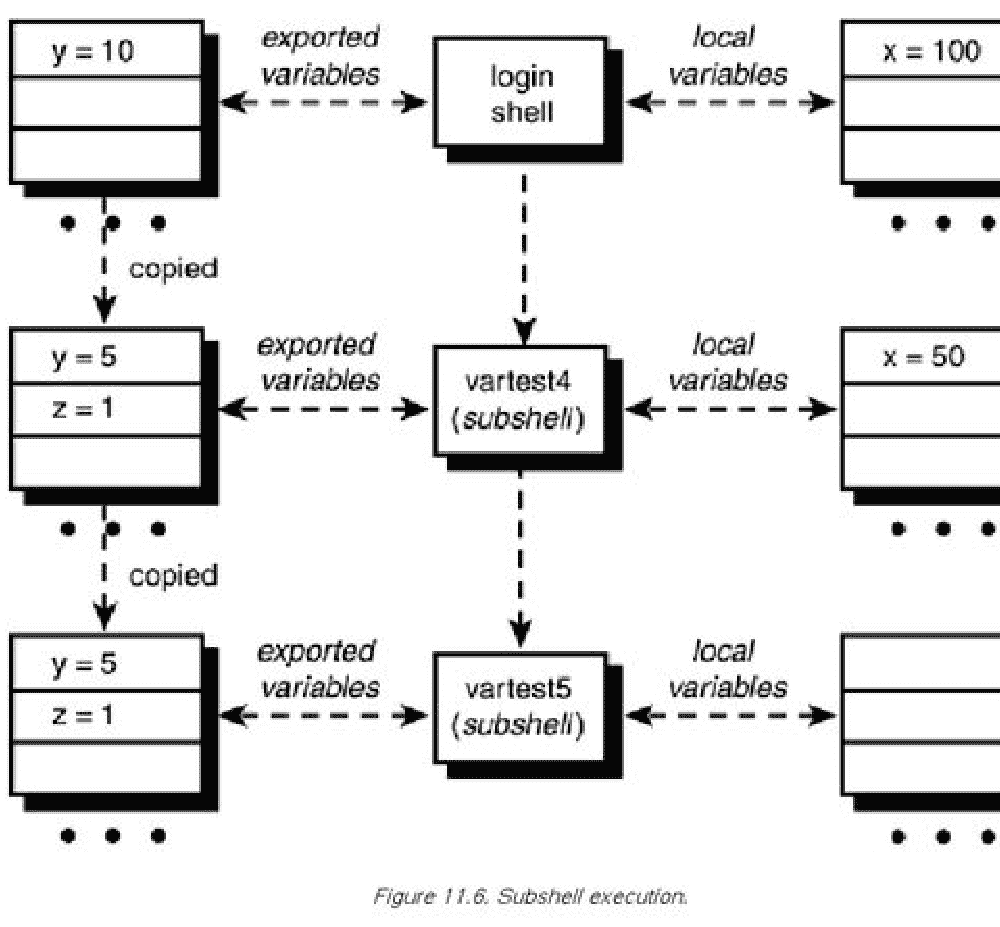 y = 10
exported
variables
login
shell
local
variables
x = 100
copied
y = 5
z = 1
exported
variables
vartest4
(subshell)
local
variables
x = 50
copied
y = 5
z = 1
exported
variables
vartest5
(subshell)
local
variables
Figure 11.6. Subshell execution.